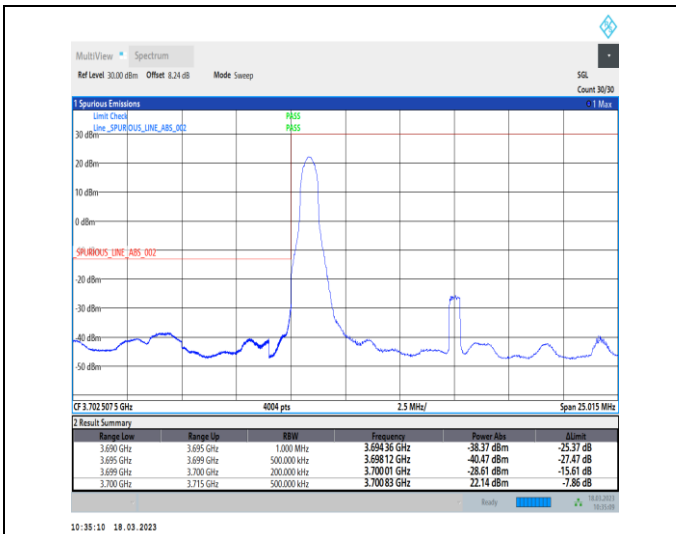 MultiView Spectrum
Ref Level 30.00 dBm Offset 8.24 dB Mode Sweep SGL
Count 30/30
1 Spurious Emissions 1 Max
Limit Check PASS
Line _SPURIOUS_LINE_ABS_002 PASS
30 dBm
20 dBm
10 dBm
0 dBm
_SPURIOUS_LINE_ABS_002
-20 dBm
-30 dBm
-40 dBm
-50 dBm
CF 3.702 507 5 GHz 4004 pts 2.5 MHz/ Span 25.015 MHz
2 Result Summary
Range Low Range Up RBW Frequency Power Abs ΔLimit
3.690 GHz 3.695 GHz 1.000 MHz 3.694 36 GHz -38.37 dBm -25.37 dB
3.695 GHz 3.699 GHz 500.000 kHz 3.698 12 GHz -40.47 dBm -27.47 dB
3.699 GHz 3.700 GHz 200.000 kHz 3.700 01 GHz -28.61 dBm -15.61 dB
3.700 GHz 3.715 GHz 500.000 kHz 3.700 83 GHz 22.14 dBm -7.86 dB
Ready 18.03.2023
10:35:09
10:35:10 18.03.2023